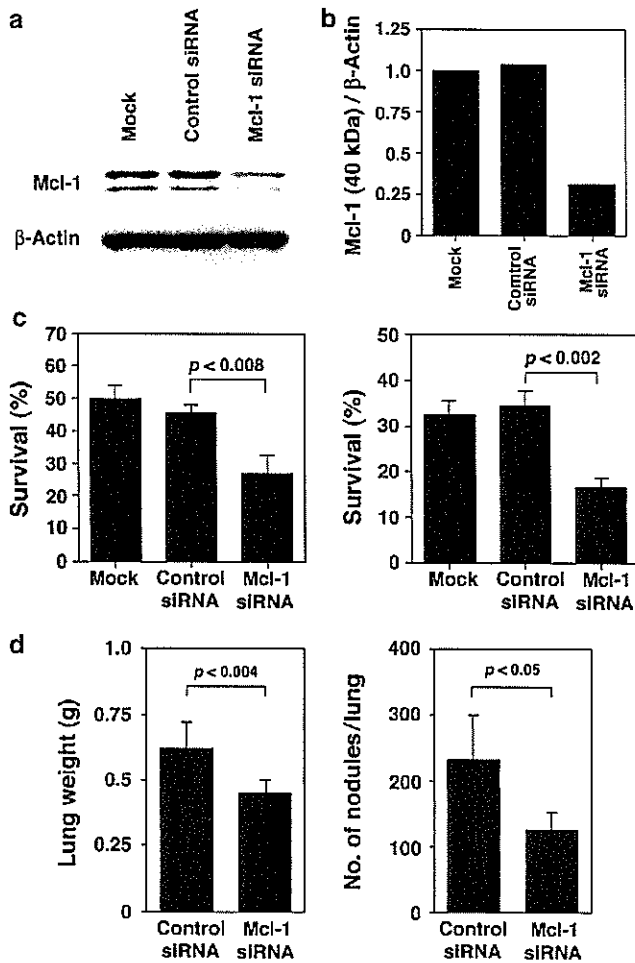 a
Mock
Control siRNA
Mcl-1 siRNA
Mcl-1
β-Actin
b
Mcl-1 (40 kDa) / β-Actin
1.25
1.0
0.75
0.5
0.25
0
Mock
Comtrol
siRNA
Mcl-1
siRNA
c
Survival (%)
70
60
50
40
30
20
10
0
p < 0.008
Mock
Control
siRNA
Mcl-1
siRNA
Survival (%)
50
40
30
20
10
0
p < 0.002
Mock
Control
siRNA
Mcl-1
siRNA
d
Lung weight (g)
1.0
0.75
0.5
0.25
0
p < 0.004
Control
siRNA
Mcl-1
siRNA
No. of nodules/lung
400
300
200
100
0
p < 0.05
Control
siRNA
Mcl-1
siRNA